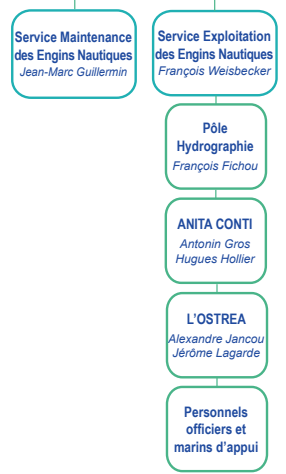 Service Maintenance
des Engins Nautiques
Jean-Marc Guillermin
Service Exploitation
des Engins Nautiques
François Weisbecker
Pôle
Hydrographie
François Fichou
ANITA CONTI
Antonin Gros
Hugues Hollier
L'OSTREA
Alexandre Jancou
Jérôme Lagarde
Personnels
officiers et
marins d'appui